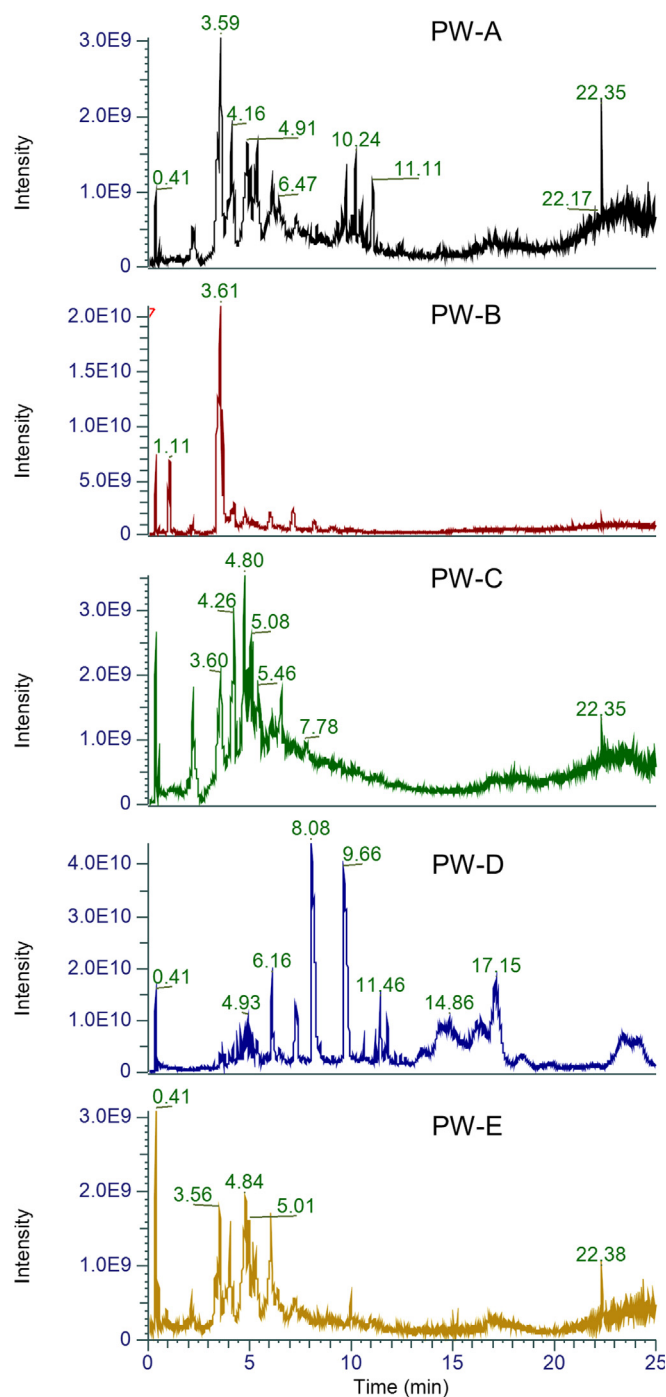 PW-A
3.59
3.0E9
4.16
4.91
22.35
2.0E9
10.24
11.11
0.41
6.47
22.17
1.0E9
0
Intensity
PW-B
3.61
2.0E10
7
1.5E10
1.0E10
1.11
5.0E9
0
Intensity
PW-C
4.80
4.26
3.0E9
5.08
3.60
5.46
2.0E9
7.78
22.35
1.0E9
0
Intensity
PW-D
8.08
9.66
4.0E10
3.0E10
6.16
17.15
2.0E10
0.41
4.93
11.46
14.86
1.0E10
0
Intensity
PW-E
0.41
3.0E9
4.84
3.56
5.01
2.0E9
22.38
1.0E9
0
Intensity
0 5 10 15 20 25
Time (min)